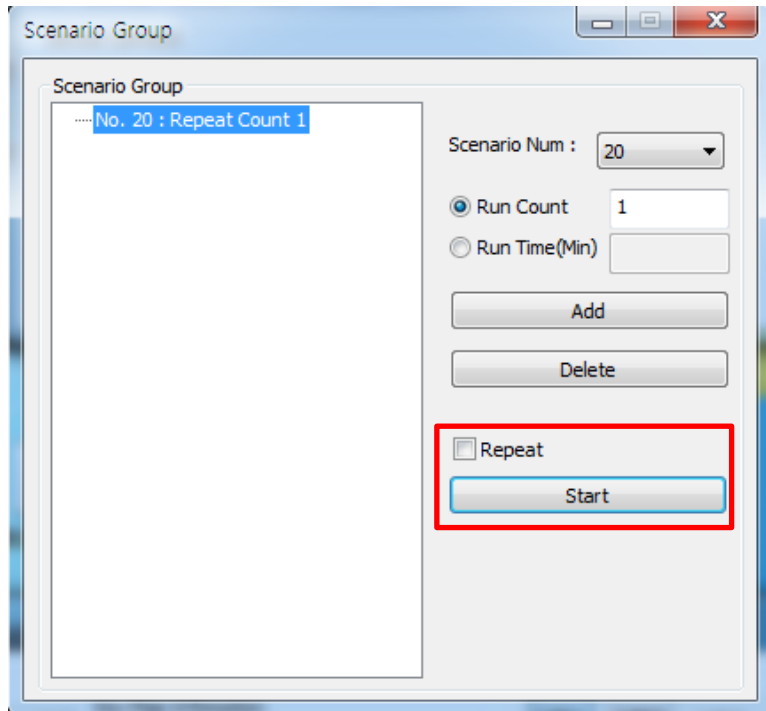 Scenario Group
Scenario Group
No. 20 : Repeat Count 1
Scenario Num : 20
Run Count 1
Run Time(Min)
Add
Delete
Repeat
Start